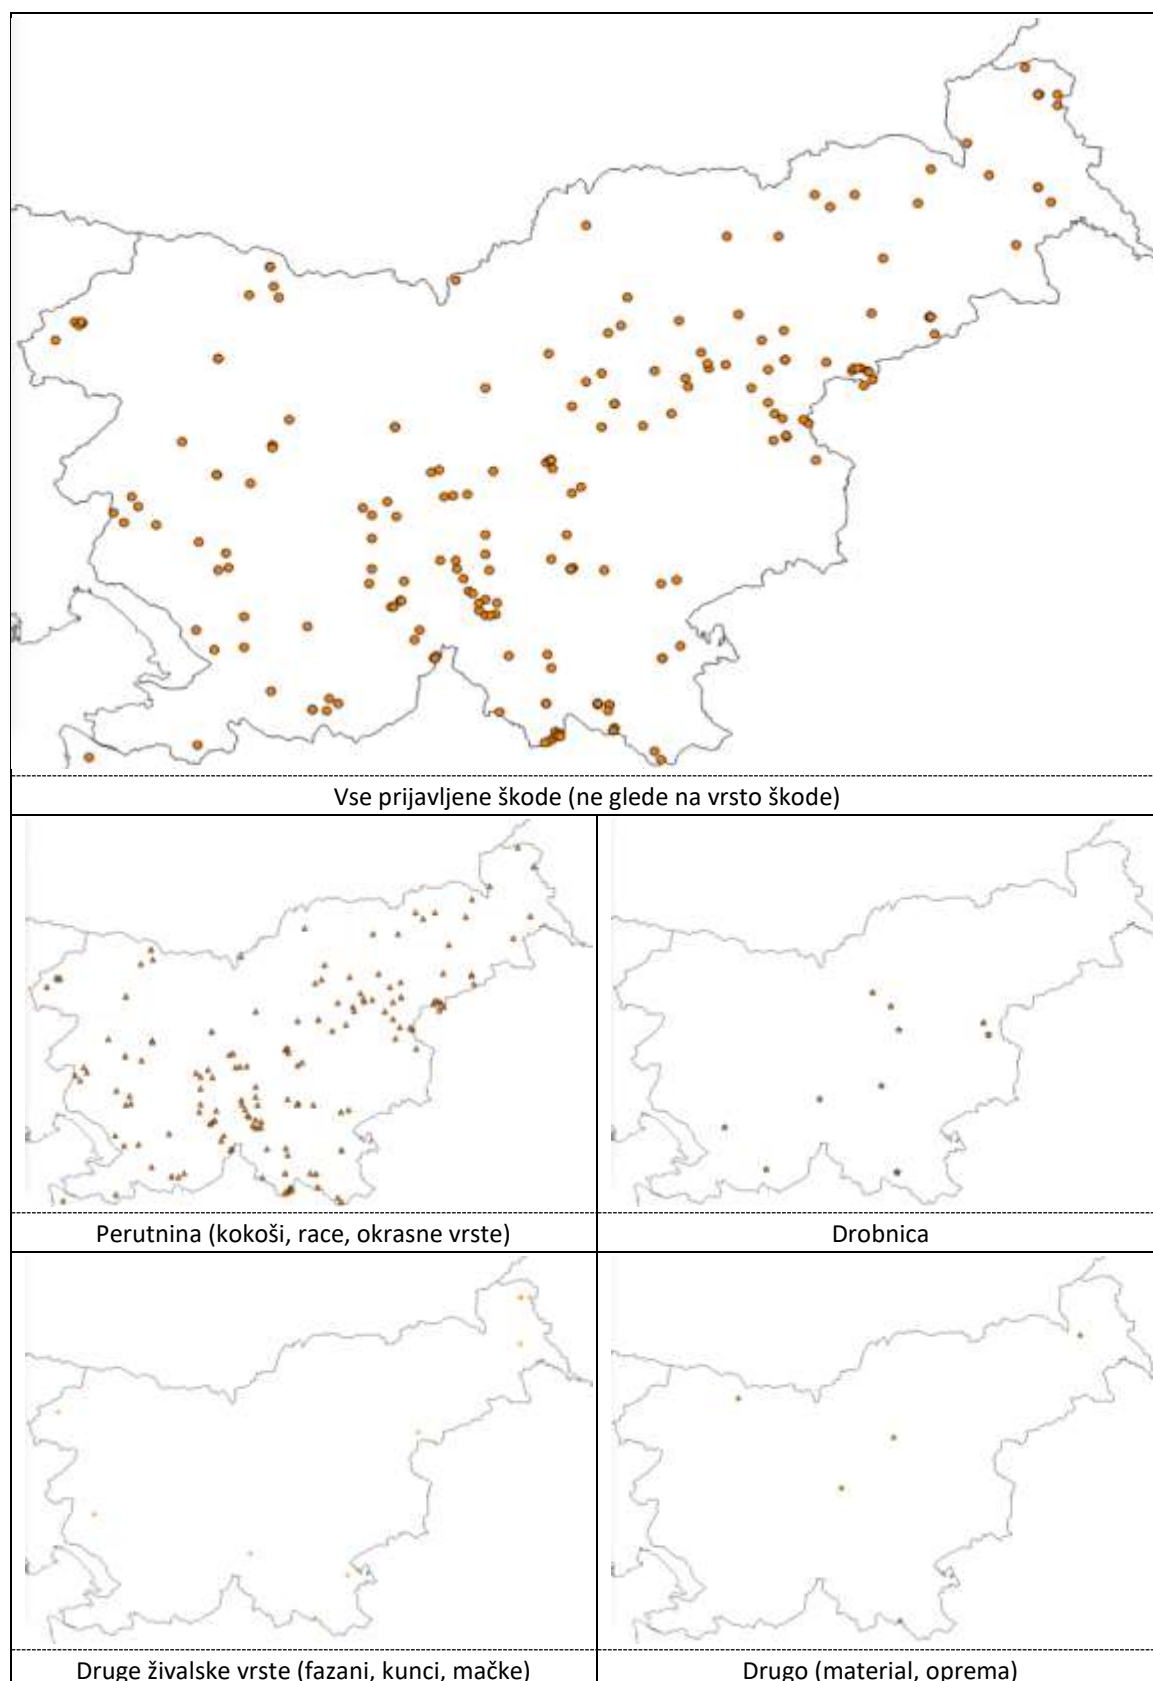 Vse prijavljene škode (ne glede na vrsto škode)
Perutnina (kokoši, race, okrasne vrste)
Drobnica
Druge živalske vrste (fazani, kunci, mačke)
Drugo (material, oprema)